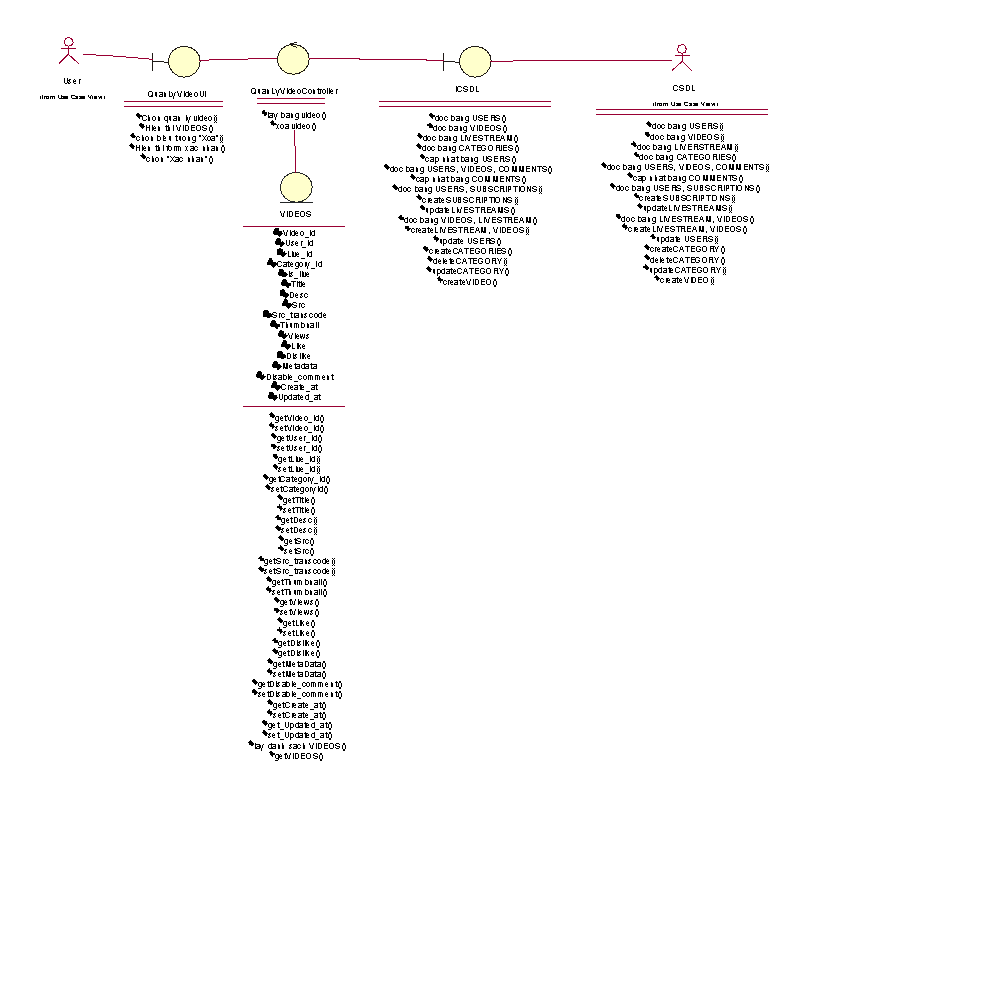 User
(from Use Case View)
QuanLyVideoUI
Chon quan ly video()
Hien thi VIDEOS()
chon bieu tuong "Xoa"()
Hien thi form xac nhan()
chon "Xac nhan"()
QuanLyVideoController
lay bang video()
xoa video()
VIDEOS
Video_id
User_id
Live_id
Category_id
is_live
Title
Desc
Src
Src_transcode
Thumbnail
Views
Like
Dislike
Metadata
Disable_comment
Create_at
Updated_at
getVideo_id()
setVideo_id()
getUser_id()
setUser_id()
getLive_id()
setLive_id()
getCategory_id()
setCategoryId()
getTitle()
setTitle()
getDesc()
setDesc()
getSrc()
setSrc()
getSrc_transcode()
setSrc_transcode()
getThumbnail()
setThumbnail()
getViews()
setViews()
getLike()
setLike()
getDislike()
getDislike()
getMetaData()
setMetaData()
getDisable_comment()
setDisable_comment()
getCreate_at()
setCreate_at()
get_Updated_at()
set_Updated_at()
lay danh sach VIDEOS()
getVIDEOS()
ICSDL
doc bang USERS()
doc bang VIDEOS()
doc bang LIVESTREAM()
doc bang CATEGORIES()
cap nhat bang USERS()
doc bang USERS, VIDEOS, COMMENTS()
cap nhat bang COMMENTS()
doc bang USERS, SUBSCRIPTIONS()
createSUBSCRIPTIONS()
updateLIVESTREAMS()
doc bang VIDEOS, LIVESTREAM()
createLIVESTREAM, VIDEOS()
update USERS()
createCATEGORIES()
deleteCATEGORY()
updateCATEGORY()
createVIDEO()
CSDL
(from Use Case View)
doc bang USERS()
doc bang VIDEOS()
doc bang LIVERSTREAM()
doc bang CATEGORIES()
doc bang USERS, VIDEOS, COMMENTS()
cap nhat bang COMMENTS()
doc bang USERS, SUBSCRIPTIONS()
createSUBSCRIPTIONS()
updateLIVESTREAMS()
doc bang LIVESTREAM, VIDEOS()
createLIVESTREAM, VIDEOS()
update USERS()
createCATEGORY()
deleteCATEGORY()
updateCATEGORY()
createVIDEO()